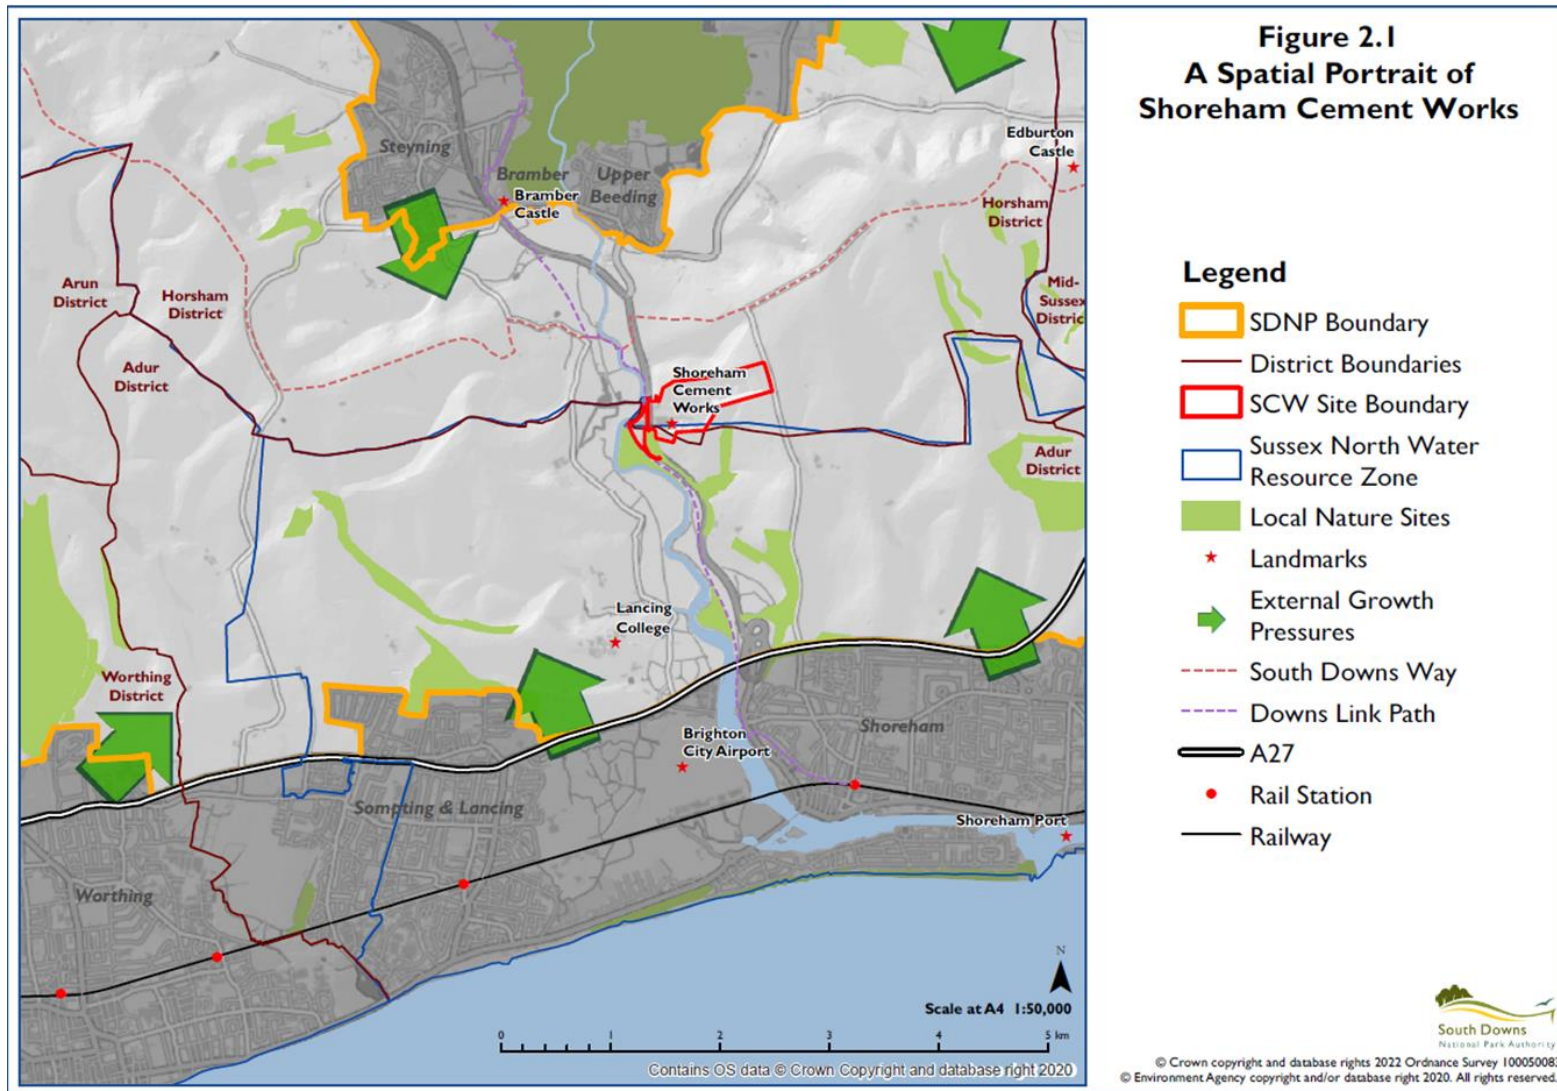 Figure 2.1
A Spatial Portrait of
Shoreham Cement Works
Edburton
Castle
Steyning
Bramber
Upper
Beeding
Bramber
Castle
Horsham
District
Arun
District
Horsham
District
Mid-
Sussex
Distric
Adur
District
Shoreham
Cement
Works
Adur
District
Lancing
College
Worthing
District
Brighton
City Airport
Shoreham
Sompting & Lancing
Shoreham Port
Worthing
N
Scale at A4 1:50,000
0 1 2 3 4 5 km
Contains OS data © Crown Copyright and database right 2020
Legend
SDNP Boundary
District Boundaries
SCW Site Boundary
Sussex North Water
Resource Zone
Local Nature Sites
Landmarks
External Growth
Pressures
South Downs Way
Downs Link Path
A27
Rail Station
Railway
South Downs
National Park Authority
© Crown copyright and database rights 2022 Ordnance Survey 10005008
© Environment Agency copyright and/or database right 2020. All rights reserved